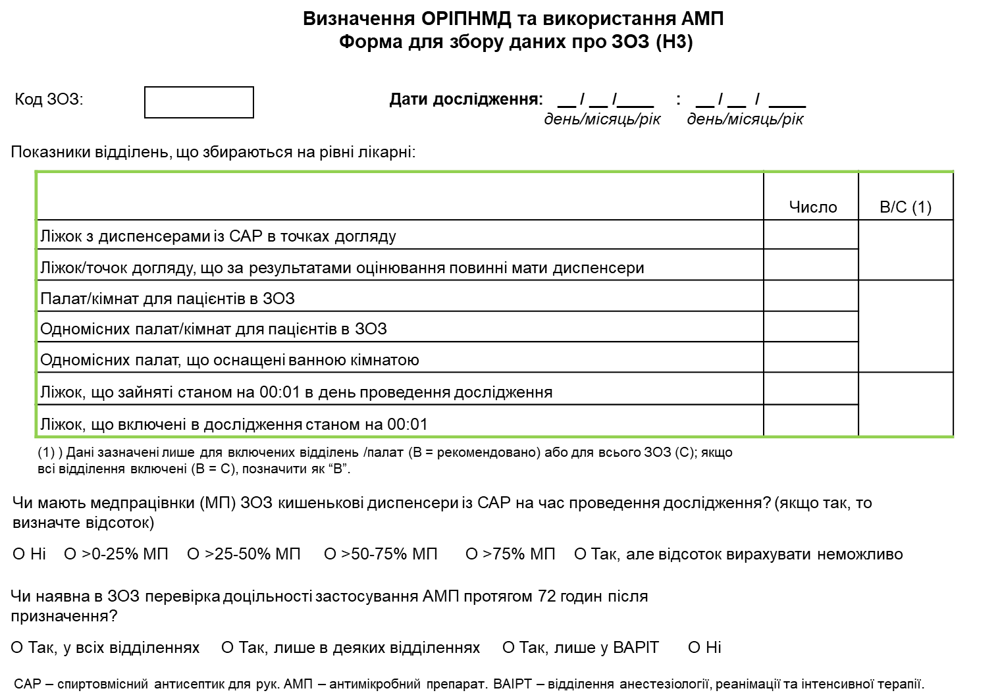 Визначення ОРІПНМД та використання АМП
Форма для збору даних про ЗОЗ (Н3)
Код ЗОЗ:
Дати дослідження: __ / __ /____ : __ / __ / ____
день/місяць/рік день/місяць/рік
Показники відділень, що збираються на рівні лікарні:
Число В/С (1)
Ліжок з диспенсерами із САР в точках догляду
Ліжок/точок догляду, що за результатами оцінювання повинні мати диспенсери
Палат/кімнат для пацієнтів в ЗОЗ
Одномісних палат/кімнат для пацієнтів в ЗОЗ
Одномісних палат, що оснащені ванною кімнатою
Ліжок, що зайняті станом на 00:01 в день проведення дослідження
Ліжок, що включені в дослідження станом на 00:01
(1) ) Дані зазначені лише для включених відділень /палат (В = рекомендовано) або для всього ЗОЗ (С); якщо
всі відділення включені (В = С), позначити як “В”.
Чи мають медпрацівнки (МП) ЗОЗ кишенькові диспенсери із САР на час проведення дослідження? (якщо так, то
визначте відсоток)
О Ні О >0-25% МП О >25-50% МП О >50-75% МП О >75% МП О Так, але відсоток вирахувати неможливо
Чи наявна в ЗОЗ перевірка доцільності застосування АМП протягом 72 годин після
призначення?
О Так, у всіх відділеннях О Так, лише в деяких відділеннях О Так, лише у ВАРІТ О Ні
САР – спиртовмісний антисептик для рук. АМП – антимікробний препарат. ВАІРТ – відділення анестезіології, реанімації та інтенсивної терапії.